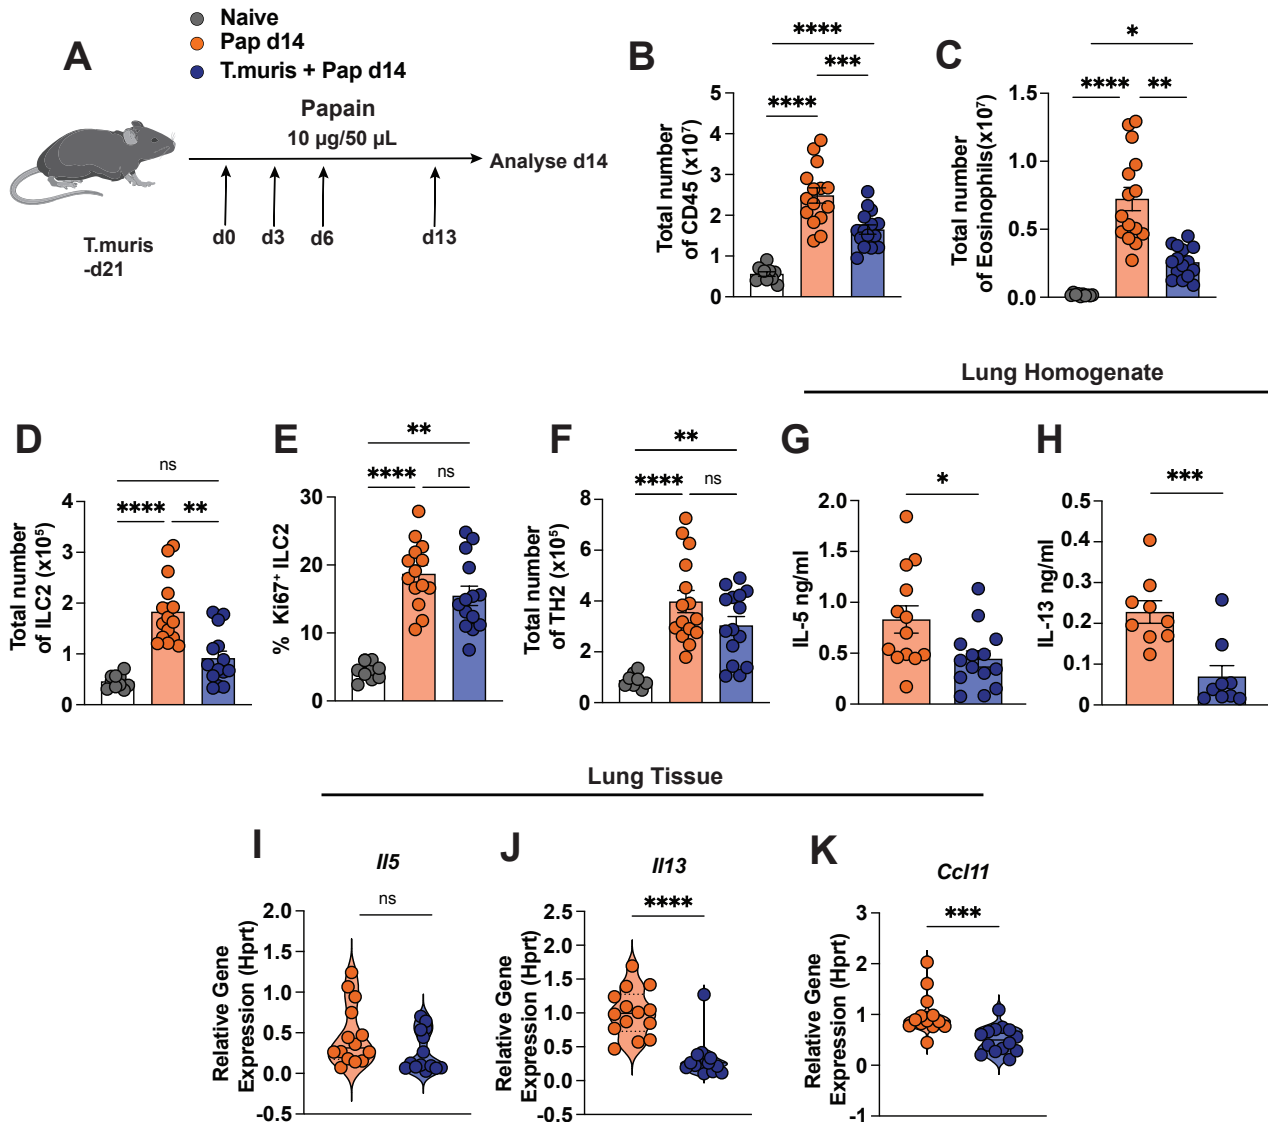 A
Naive
Pap d14
T.muris + Pap d14
Papain
10 µg/50 µL
Analyse d14
T.muris
-d21
d0
d3
d6
d13
B
****
***
****
Total number
of CD45 (x10⁷)
5
4
3
2
1
0
C
*
****
**
Total number
of Eosinophils(x10⁷)
1.5
1.0
0.5
0.0
Lung Homogenate
D
ns
****
**
Total number
of ILC2 (x10⁵)
4
3
2
1
0
E
**
****
ns
% Ki67⁺ ILC2
30
20
10
0
F
**
****
ns
Total number
of TH2 (x10⁵)
8
6
4
2
0
G
*
IL-5 ng/ml
2.0
1.5
1.0
0.5
0
H
***
IL-13 ng/ml
0.5
0.4
0.3
0.2
0.1
0
Lung Tissue
I
Il5
ns
Relative Gene
Expression (Hprt)
2.0
1.5
1.0
0.5
0.0
-0.5
J
Il13
****
Relative Gene
Expression (Hprt)
2.5
2.0
1.5
1.0
0.5
0.0
-0.5
K
Ccl11
***
Relative Gene
Expression (Hprt)
3
2
1
0
-1